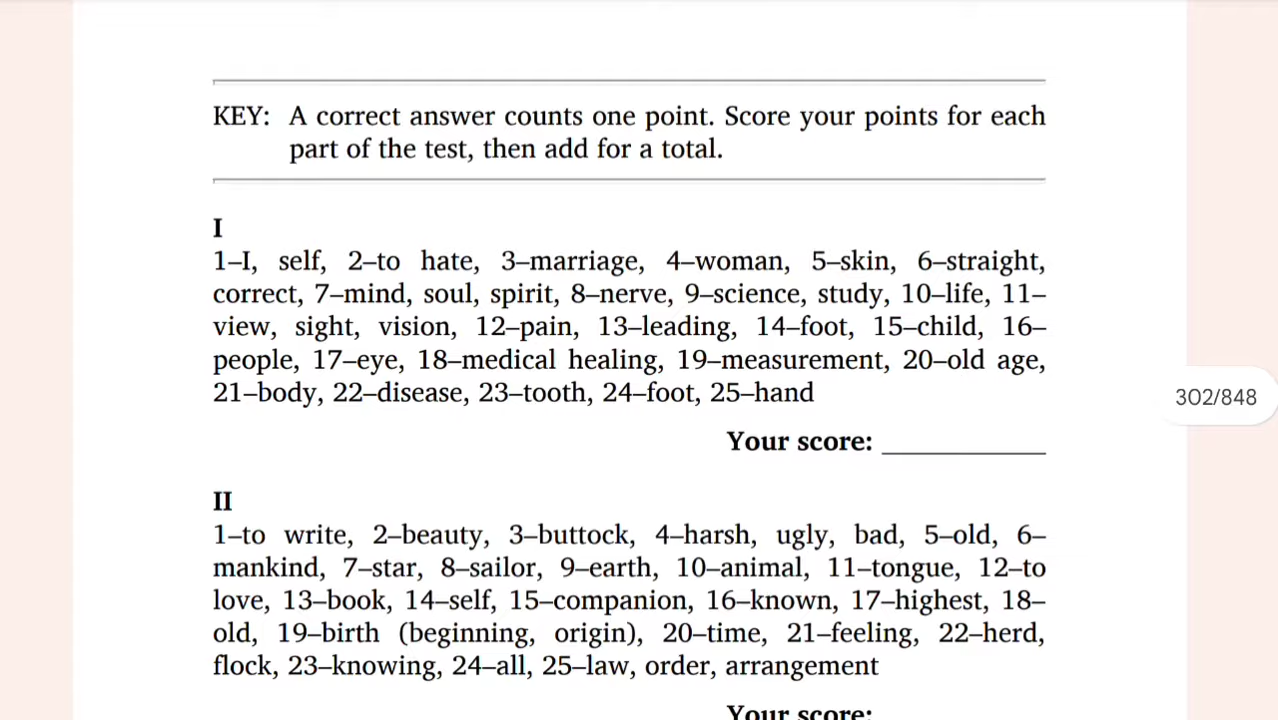 KEY: A correct answer counts one point. Score your points for each
part of the test, then add for a total.
I
1–I, self, 2–to hate, 3–marriage, 4–woman, 5–skin, 6–straight,
correct, 7–mind, soul, spirit, 8–nerve, 9–science, study, 10–life, 11–
view, sight, vision, 12–pain, 13–leading, 14–foot, 15–child, 16–
people, 17–eye, 18–medical healing, 19–measurement, 20–old age,
21–body, 22–disease, 23–tooth, 24–foot, 25–hand
302/848
Your score:
II
1–to write, 2–beauty, 3–buttock, 4–harsh, ugly, bad, 5–old, 6–
mankind, 7–star, 8–sailor, 9–earth, 10–animal, 11–tongue, 12–to
love, 13–book, 14–self, 15–companion, 16–known, 17–highest, 18–
old, 19–birth (beginning, origin), 20–time, 21–feeling, 22–herd,
flock, 23–knowing, 24–all, 25–law, order, arrangement
Your score: